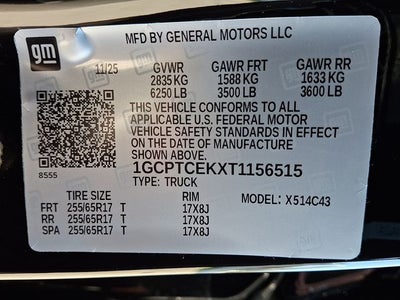 gm
MFD BY GENERAL MOTORS LLC
11/25 GVWR GAWR FRT GAWR RR
2835 KG 1588 KG 1633 KG
6250 LB 3500 LB 3600 LB
THIS VEHICLE CONFORMS TO ALL
APPLICABLE U.S. FEDERAL MOTOR
VEHICLE SAFETY STANDARDS IN EFFECT
ON THE DATE OF MANUFACTURE
SHOWN ABOVE.
8555
1GCPTCEKXT1156515
TYPE: TRUCK
TIRE SIZE RIM MODEL: X514C43
FRT 255/65R17 T 17X8J
RR 255/65R17 T 17X8J
SPA 255/65R17 T 17X8J